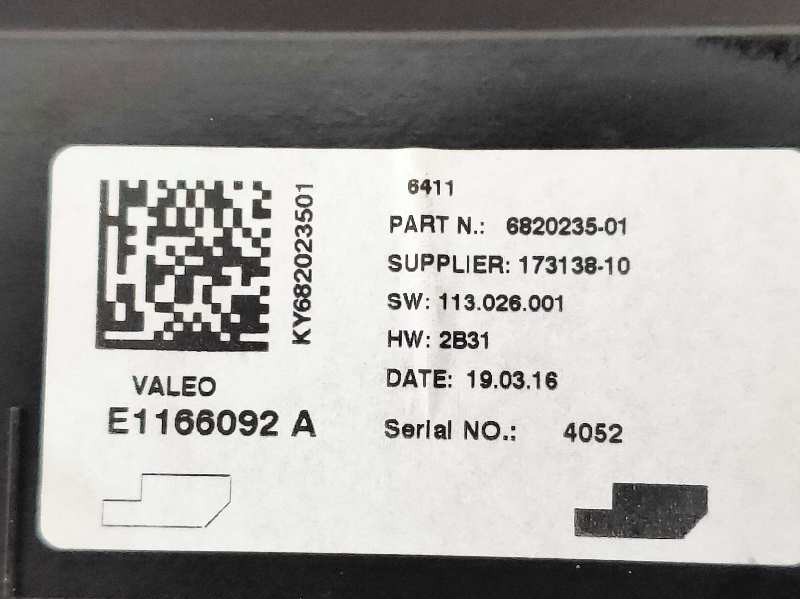 KY682023501
VALEO
E1166092 A
6411
PART N.: 6820235-01
SUPPLIER: 173138-10
SW: 113.026.001
HW: 2B31
DATE: 19.03.16
Serial NO.: 4052